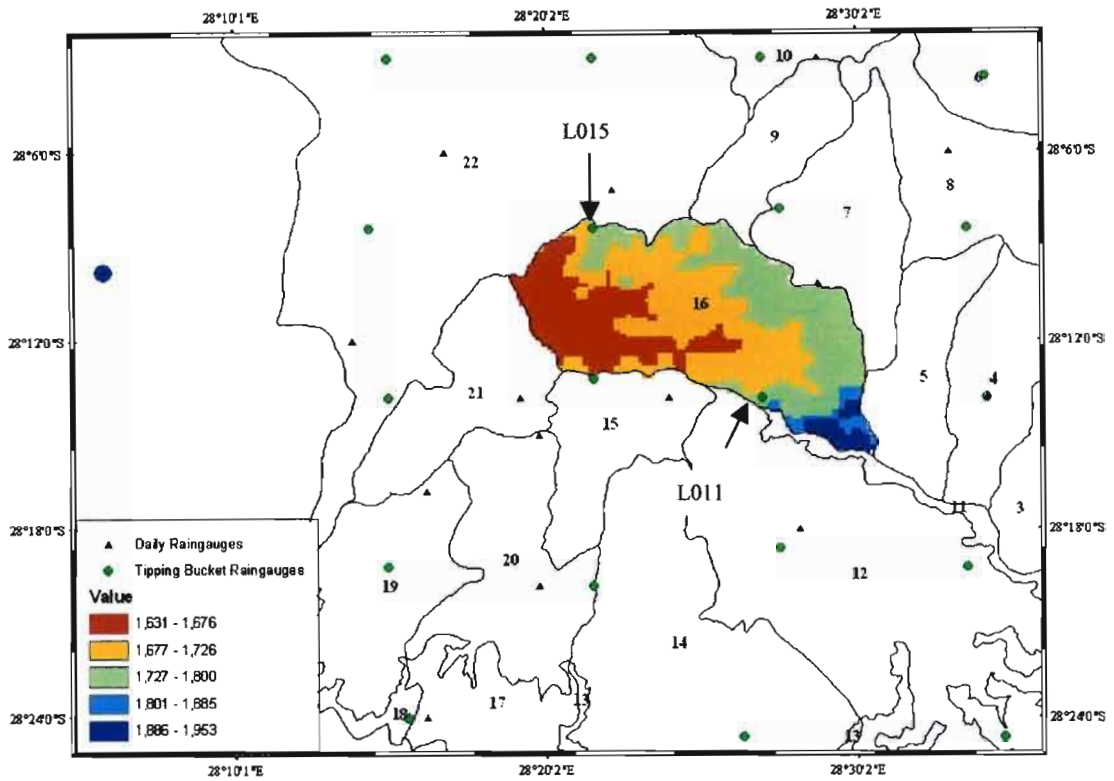 28°10'1"E 28°20'2"E 28°30'2"E
10
6
L015
9
28°6'0"S 22 28°6'0"S
8
7
16
28°12'0"S 28°12'0"S
5 4
21
15
L011
11 3
28°18'0"S 28°18'0"S
Daily Raingauges
20
Tipping Bucket Raingauges
12
19
Value
1,631 - 1,676
1,677 - 1,726
14
1,727 - 1,800
17 13
1,801 - 1,885
18
28°24'0"S 28°24'0"S
1,886 - 1,953
13
28°10'1"E 28°20'2"E 28°30'2"E